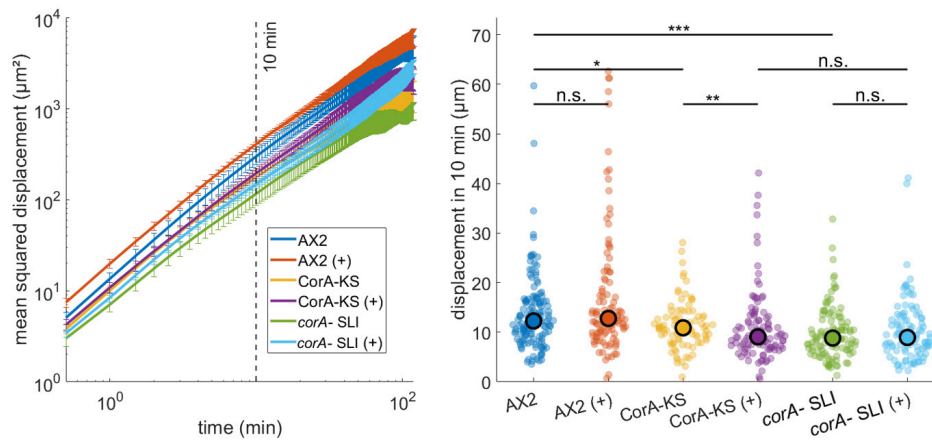 10⁴
10³
10²
10¹
10⁰
mean squared displacement (µm²)
10 min
AX2
AX2 (+)
CorA-KS
CorA-KS (+)
corA- SLI
corA- SLI (+)
10⁰
10¹
10²
time (min)
displacement in 10 min (µm)
70
60
50
40
30
20
10
0
***
*
n.s.
n.s.
**
n.s.
AX2
AX2 (+)
CorA-KS
CorA-KS (+)
corA- SLI
corA- SLI (+)